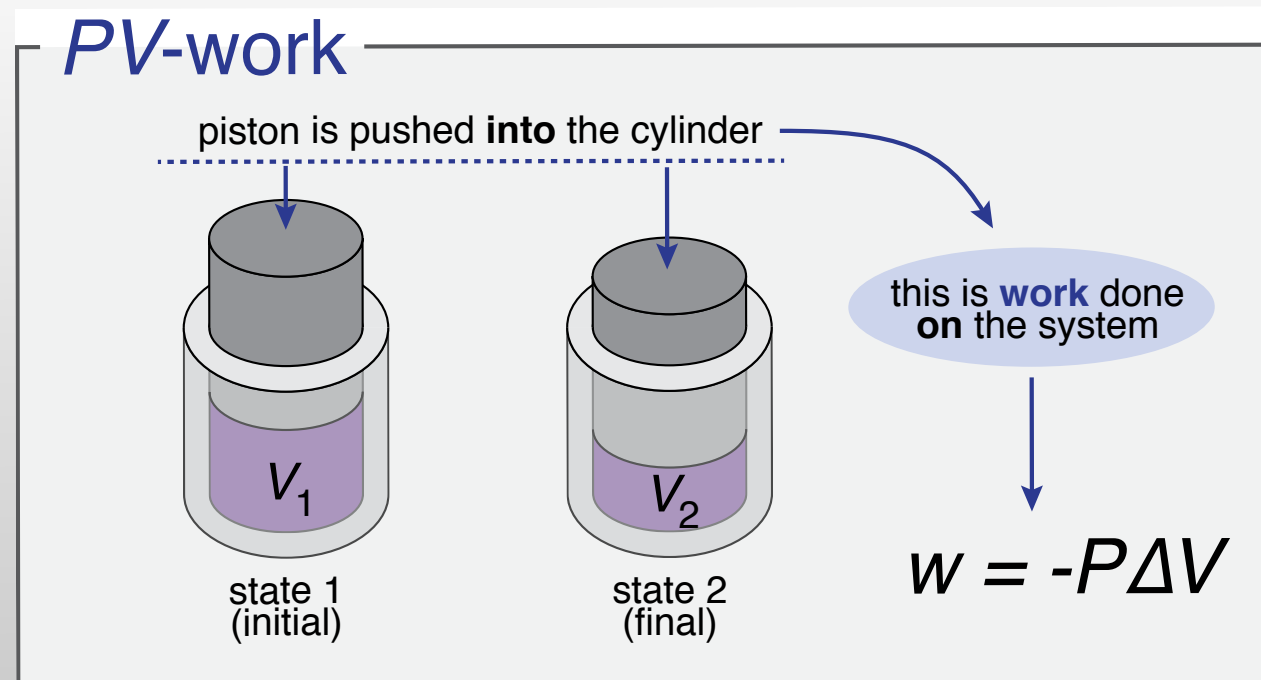 PV-work
piston is pushed into the cylinder
this is work done
on the system
V₁
V₂
w = -PΔV
state 1
(initial)
state 2
(final)